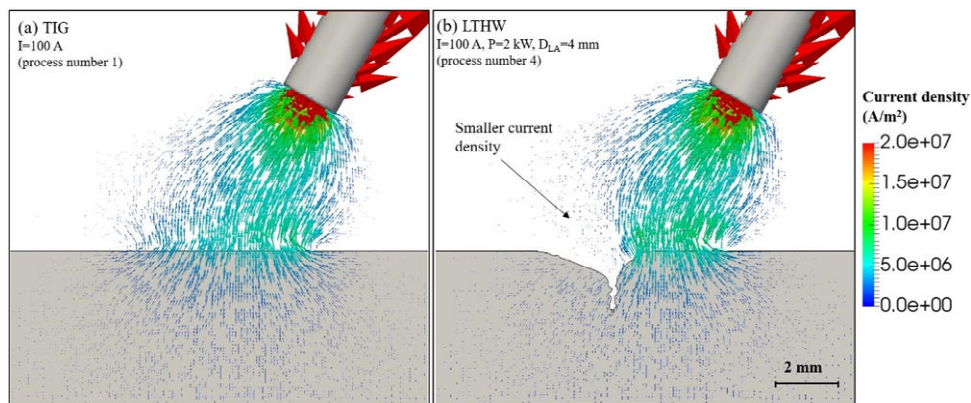 (a) TIG
I=100 A
(process number 1)
(b) LTHW
I=100 A, P=2 kW, D_LA=4 mm
(process number 4)
Smaller current
density
2 mm
Current density
(A/m²)
2.0e+07
1.5e+07
1.0e+07
5.0e+06
0.0e+00